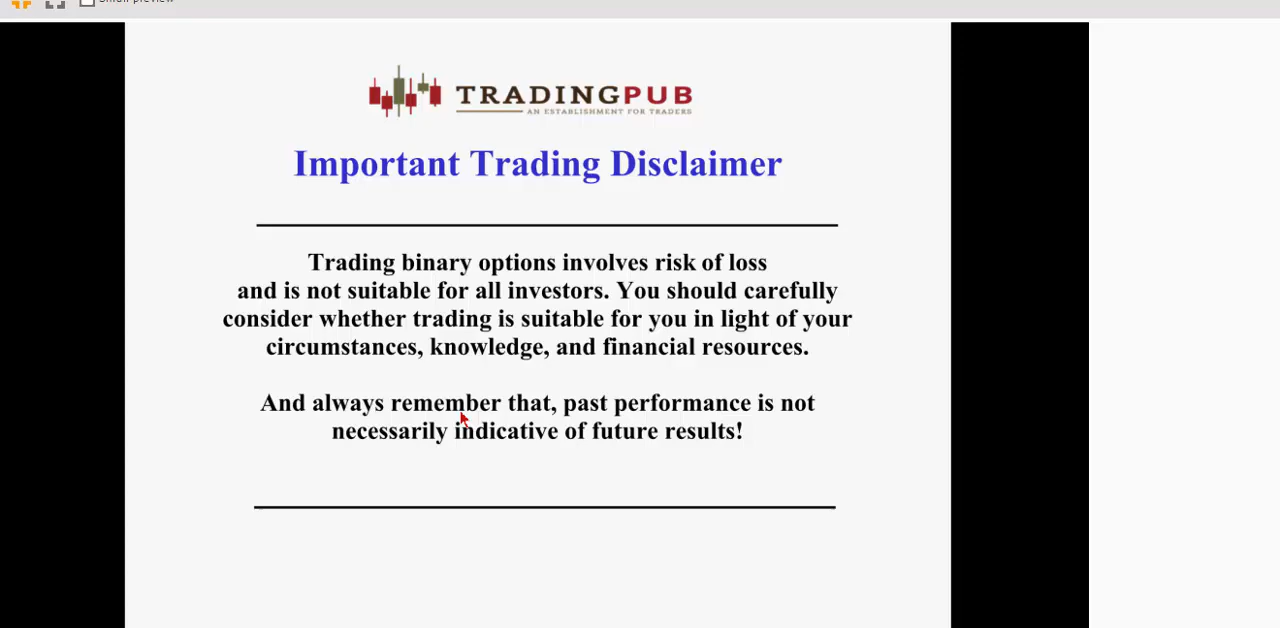 Small preview
TRADINGPUB
AN ESTABLISHMENT FOR TRADERS
Important Trading Disclaimer
Trading binary options involves risk of loss
and is not suitable for all investors. You should carefully
consider whether trading is suitable for you in light of your
circumstances, knowledge, and financial resources.
And always remember that, past performance is not
necessarily indicative of future results!